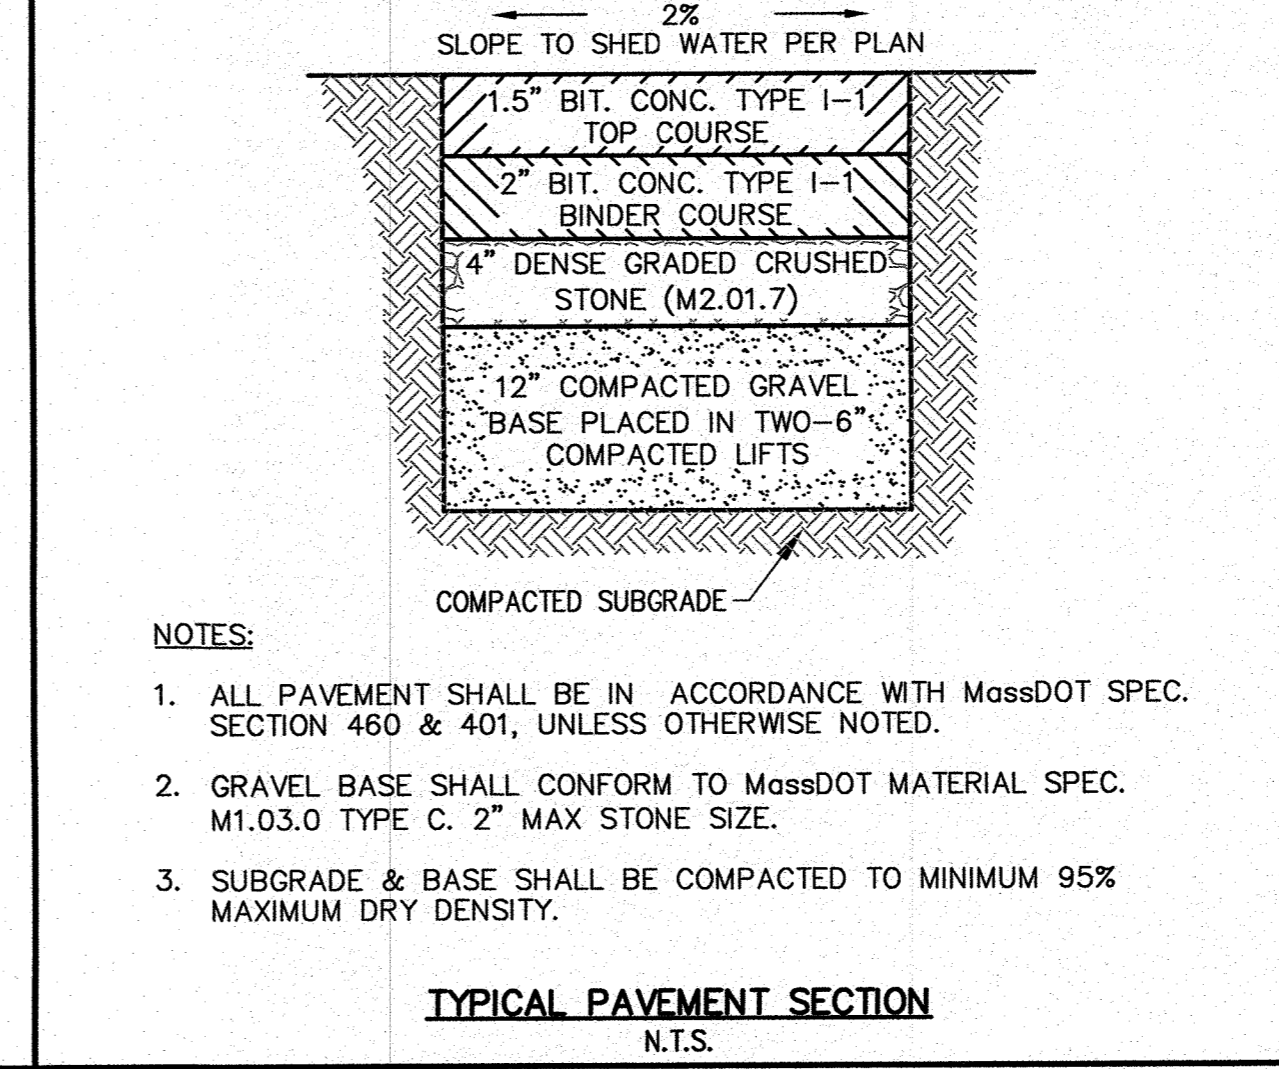 2%
SLOPE TO SHED WATER PER PLAN
1.5" BIT. CONC. TYPE I-1
TOP COURSE
2" BIT. CONC. TYPE I-1
BINDER COURSE
4" DENSE GRADED CRUSHED
STONE (M2.01.7)
12" COMPACTED GRAVEL
BASE PLACED IN TWO-6"
COMPACTED LIFTS
COMPACTED SUBGRADE
NOTES:
1. ALL PAVEMENT SHALL BE IN ACCORDANCE WITH MassDOT SPEC.
SECTION 460 & 401, UNLESS OTHERWISE NOTED.
2. GRAVEL BASE SHALL CONFORM TO MassDOT MATERIAL SPEC.
M1.03.0 TYPE C. 2" MAX STONE SIZE.
3. SUBGRADE & BASE SHALL BE COMPACTED TO MINIMUM 95%
MAXIMUM DRY DENSITY.
TYPICAL PAVEMENT SECTION
N.T.S.